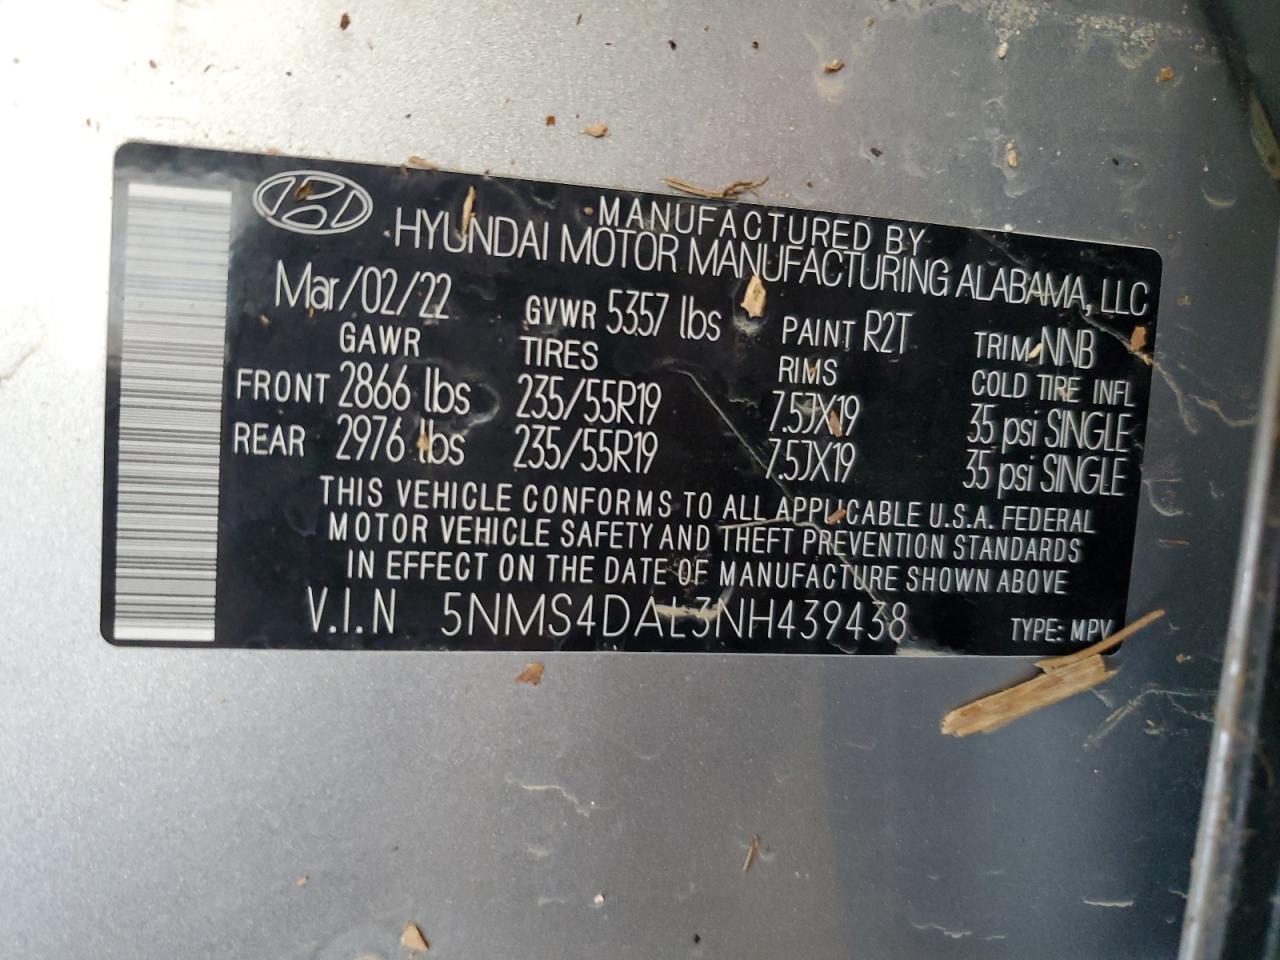 MANUFACTURED BY
HYUNDAI MOTOR MANUFACTURING ALABAMA, LLC
Mar/02/22 GVWR 5357 lbs PAINT R2T TRIM NNB
GAWR TIRES RIMS COLD TIRE INFL
FRONT 2866 lbs 235/55R19 7.5JX19 35 psi SINGLE
REAR 2976 lbs 235/55R19 7.5JX19 35 psi SINGLE
THIS VEHICLE CONFORMS TO ALL APPLICABLE U.S.A. FEDERAL
MOTOR VEHICLE SAFETY AND THEFT PREVENTION STANDARDS
IN EFFECT ON THE DATE OF MANUFACTURE SHOWN ABOVE
V.I.N 5NMS4DAL3NH439438 TYPE: MPV